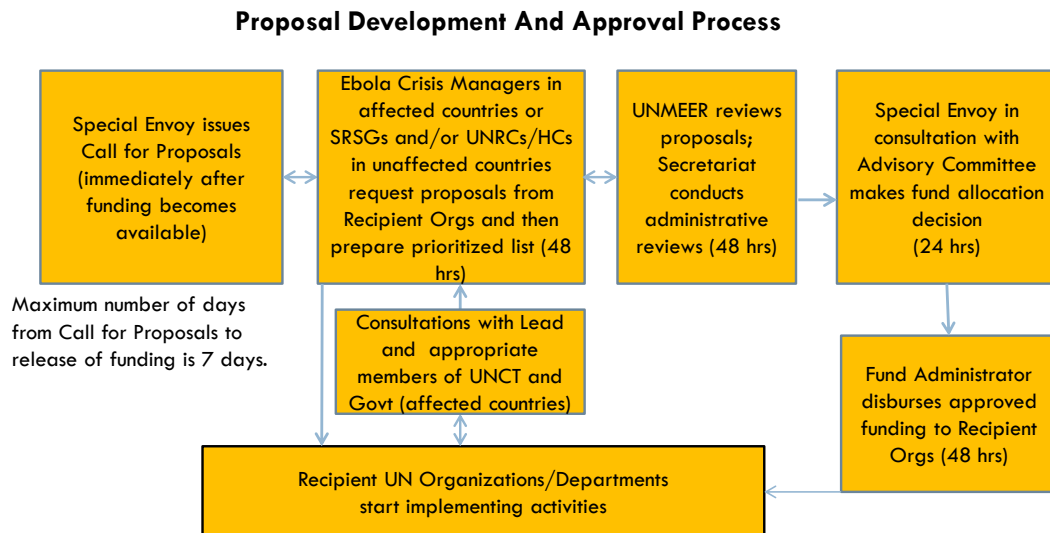 Proposal Development And Approval Process
Special Envoy issues
Call for Proposals
(immediately after
funding becomes
available)
Ebola Crisis Managers in
affected countries or
SRSGs and/or UNRCs/HCs
in unaffected countries
request proposals from
Recipient Orgs and then
prepare prioritized list (48
hrs)
UNMEER reviews
proposals;
Secretariat
conducts
administrative
reviews (48 hrs)
Special Envoy in
consultation with
Advisory Committee
makes fund allocation
decision
(24 hrs)
Maximum number of days
from Call for Proposals to
release of funding is 7 days.
Consultations with Lead
and appropriate
members of UNCT and
Govt (affected countries)
Fund Administrator
disburses approved
funding to Recipient
Orgs (48 hrs)
Recipient UN Organizations/Departments
start implementing activities